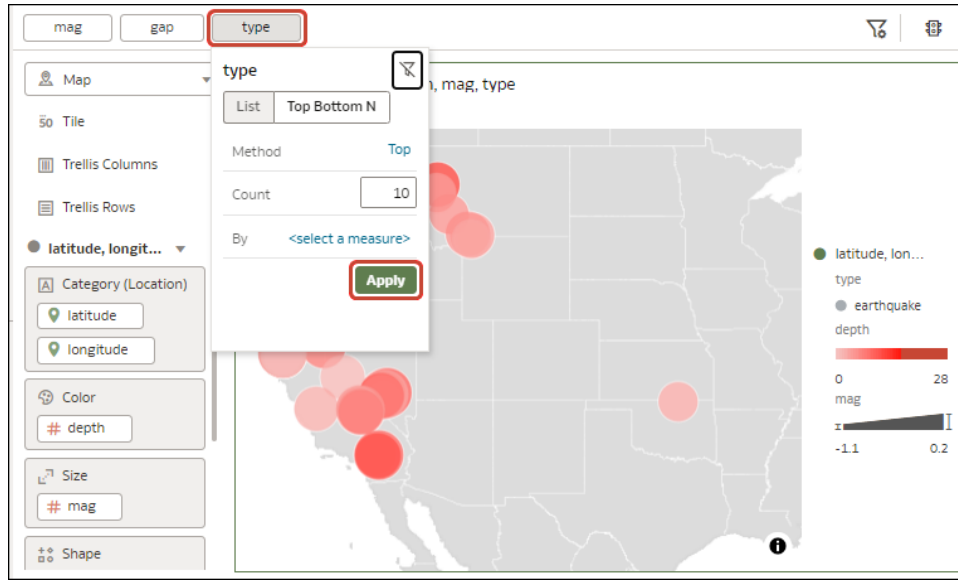 mag
gap
type
Map
type
, mag, type
List
Top Bottom N
50 Tile
Method
Top
Trellis Columns
Count
10
Trellis Rows
By
<select a measure>
latitude, longit...
Apply
latitude, lon...
A Category (Location)
type
latitude
earthquake
longitude
depth
0
28
Color
mag
# depth
-1.1
0.2
Size
# mag
Shape
i